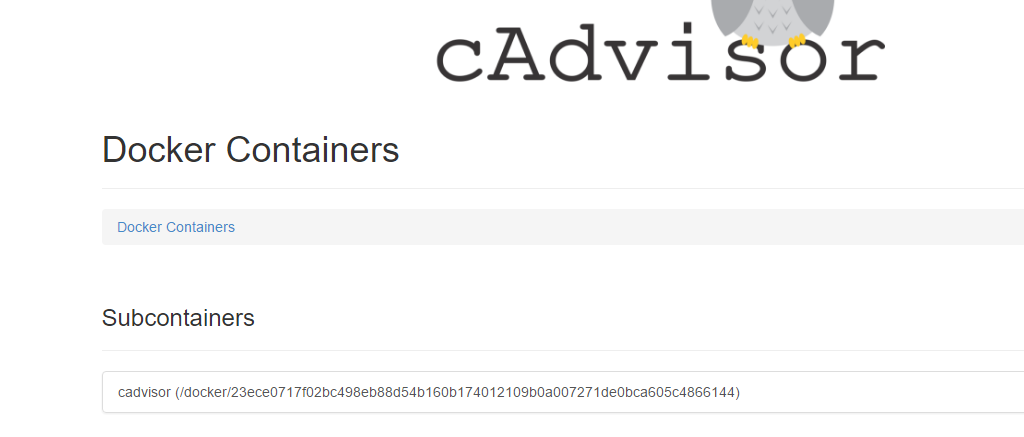 cAdvisor
Docker Containers
Docker Containers
Subcontainers
cadvisor (/docker/23ece0717f02bc498eb88d54b160b174012109b0a007271de0bca605c4866144)